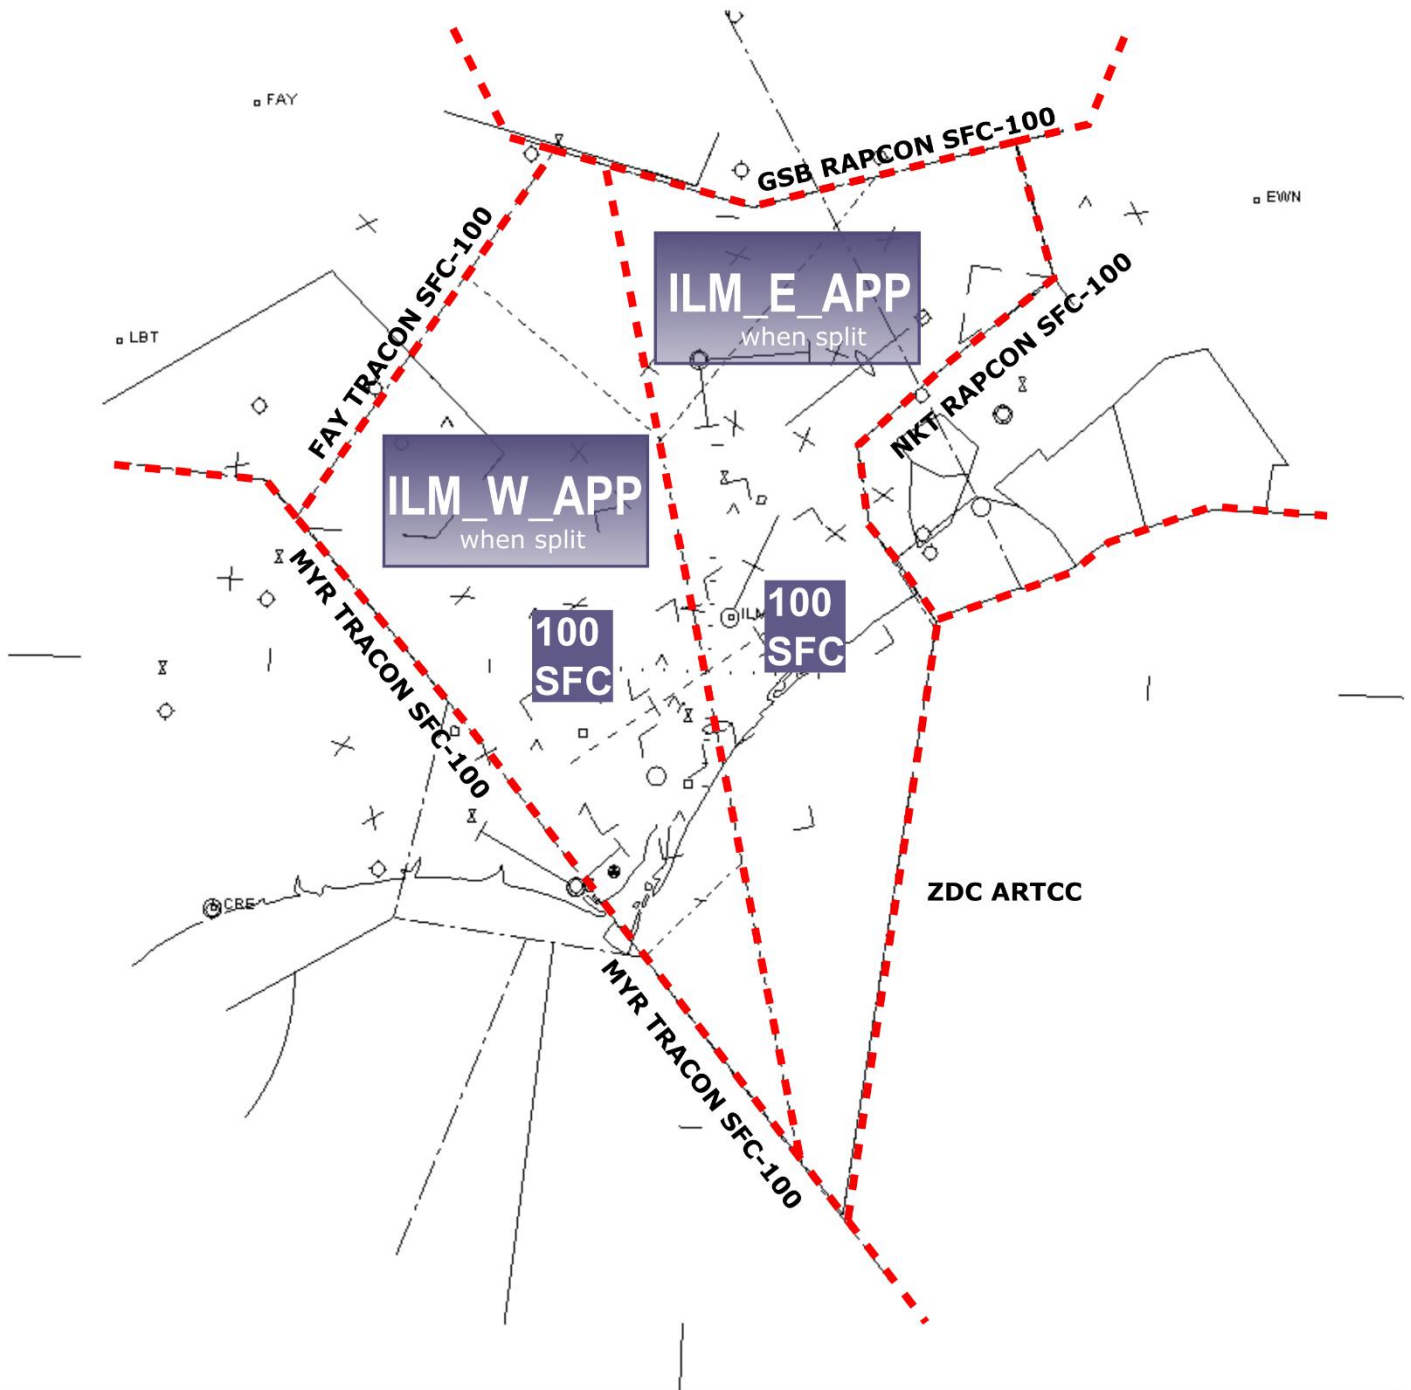 FAY
GSB RAPCON SFC-100
EWN
FAY TRACON SFC-100
ILM_E_APP
when split
NKT RAPCON SFC-100
LBT
ILM_W_APP
when split
MYR TRACON SFC-100
100
SFC
ILM
100
SFC
CRE
ZDC ARTCC
MYR TRACON SFC-100